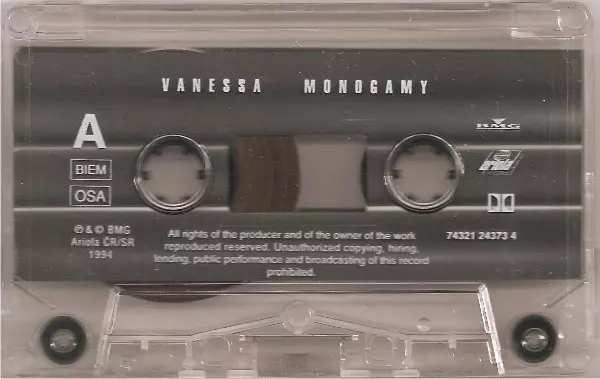 VANESSA MONOGAMY
A
BMG
BIEM
OSA
℗ & © BMG
Ariola ČR/SR
1994
All rights of the producer and of the owner of the work
reproduced reserved. Unauthorized copying, hiring,
lending, public performance and broadcasting of this record
prohibited.
74321 24373 4